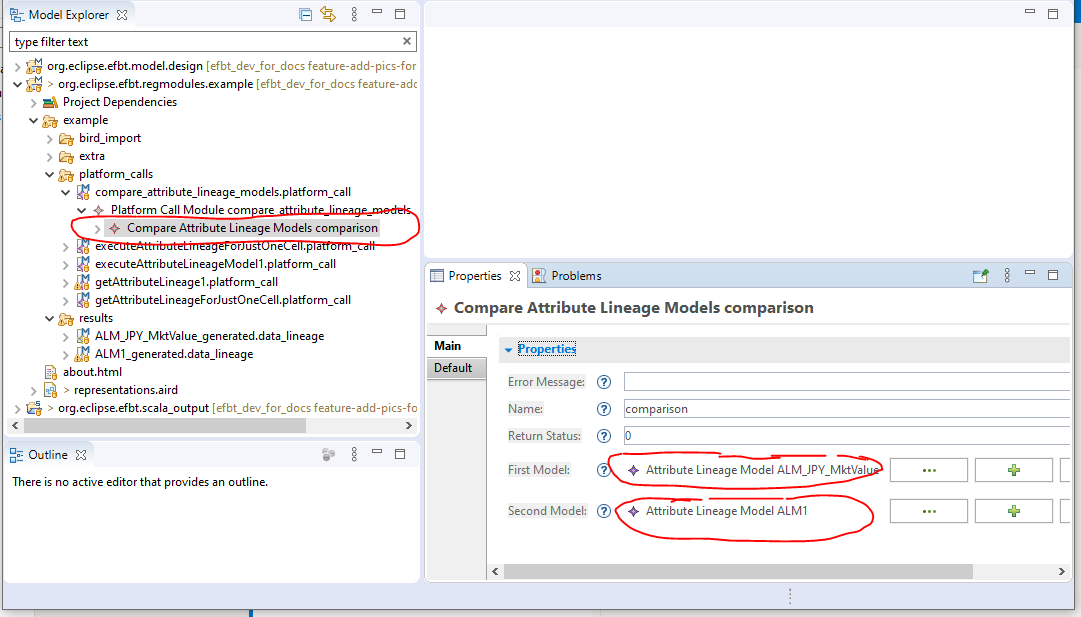 Model Explorer
type filter text
org.eclipse.efbt.model.design [efbt_dev_for_docs feature-add-pics-for
> org.eclipse.efbt.regmodules.example [efbt_dev_for_docs feature-adc
Project Dependencies
example
bird_import
extra
platform_calls
compare_attribute_lineage_models.platform_call
Platform Call Module compare_attribute_lineage_models
Compare Attribute Lineage Models comparison
executeAttributeLineageForJustOneCell.platform_call
executeAttributeLineageModel1.platform_call
getAttributeLineage1.platform_call
getAttributeLineageForJustOneCell.platform_call
results
ALM_JPY_MktValue_generated.data_lineage
ALM1_generated.data_lineage
about.html
> representations.aird
> org.eclipse.efbt.scala_output [efbt_dev_for_docs feature-add-pics-fo
Outline
There is no active editor that provides an outline.
Properties
Problems
Compare Attribute Lineage Models comparison
Main
Default
Properties
Error Message:
Name: comparison
Return Status: 0
First Model: Attribute Lineage Model ALM_JPY_MktValue
Second Model: Attribute Lineage Model ALM1